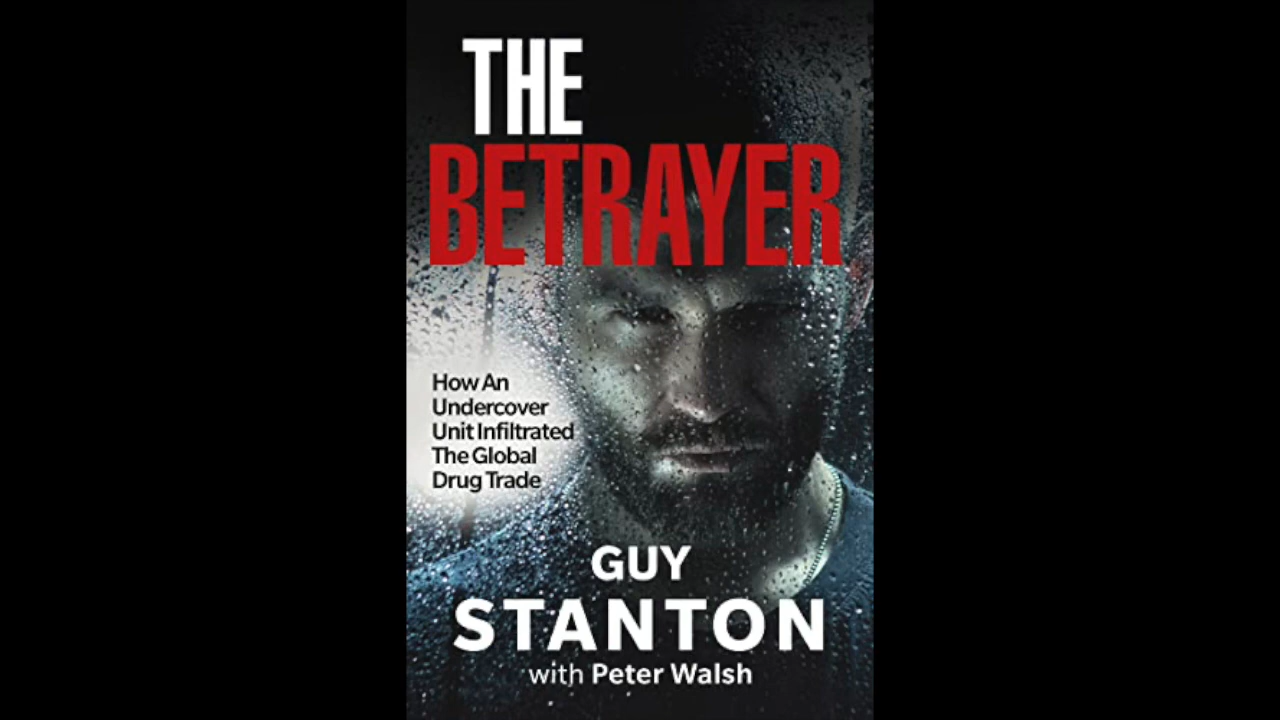 THE
BETRAYER
How An
Undercover
Unit Infiltrated
The Global
Drug Trade
GUY
STANTON
with Peter Walsh